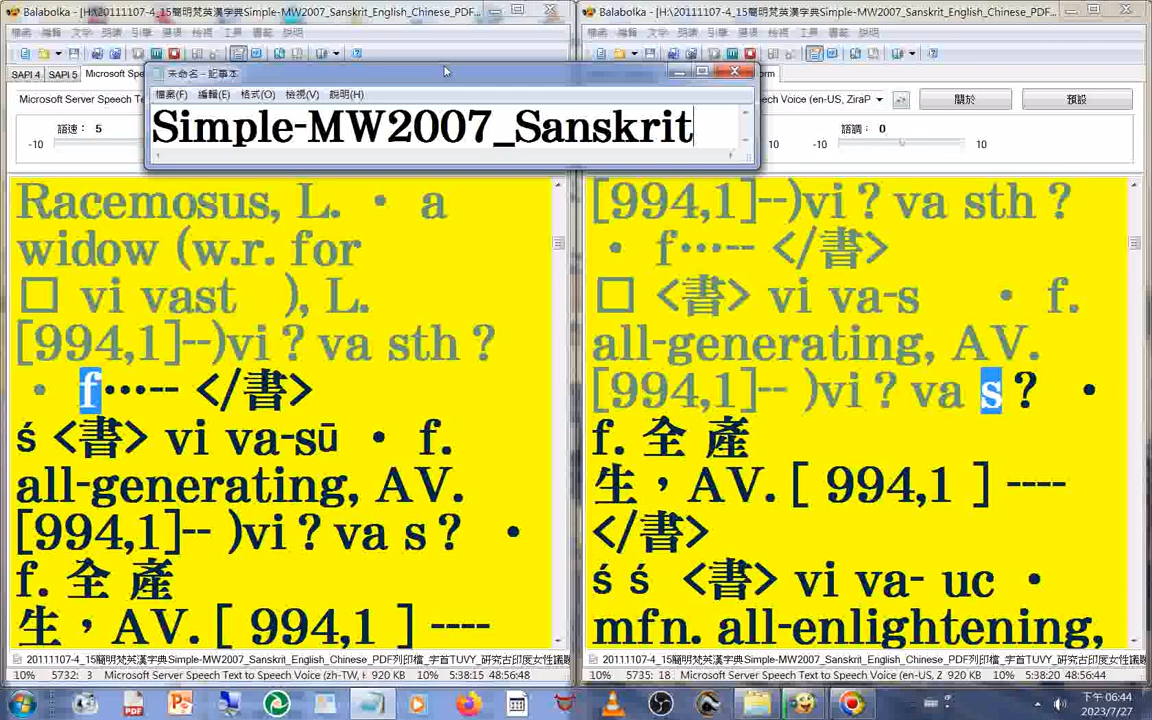 Balabolka - [H:\20111107-4_15簡明梵英漢字典Simple-MW2007_Sanskrit_English_Chinese_PDF...
Balabolka - [H:\20111107-4_15簡明梵英漢字典Simple-MW2007_Sanskrit_English_Chinese_PDF...
SAPI 4 SAPI 5 Microsoft Spe
未命名 - 記事本
檔案(F) 編輯(E) 格式(O) 檢視(V) 說明(H)
Simple-MW2007_Sanskrit
Microsoft Server Speech Te
ech Voice (en-US, ZiraP 關於 預設
語速: 5
-10
語調: 0
-10 10
Racemosus, L. • a
widow (w.r. for
□ vi vast ), L.
[994,1]--)vi ? va sth ?
• f…-- </書>
ś <書> vi va-sū • f.
all-generating, AV.
[994,1]-- )vi ? va s ? •
f. 全 產
生，AV. [ 994,1 ] ----
[994,1]--)vi ? va sth ?
• f…-- </書>
□ <書> vi va-s • f.
all-generating, AV.
[994,1]-- )vi ? va s ? •
f. 全 產
生，AV. [ 994,1 ] ----
</書>
ś ś <書> vi va- uc •
mfn. all-enlightening,
20111107-4_15簡明梵英漢字典Simple-MW2007_Sanskrit_English_Chinese_PDF列印檔_字首TUVY_研究古印度女性議題
20111107-4_15簡明梵英漢字典Simple-MW2007_Sanskrit_English_Chinese_PDF列印檔_字首TUVY_研究古印度女性議題
10% 5732: 3 Microsoft Server Speech Text to Speech Voice (zh-TW, H 920 KB 10% 5:38:15 48:56:48
10% 5735: 18 Microsoft Server Speech Text to Speech Voice (en-US, Z 920 KB 10% 5:38:20 48:56:44
下午 06:44
2023/7/27